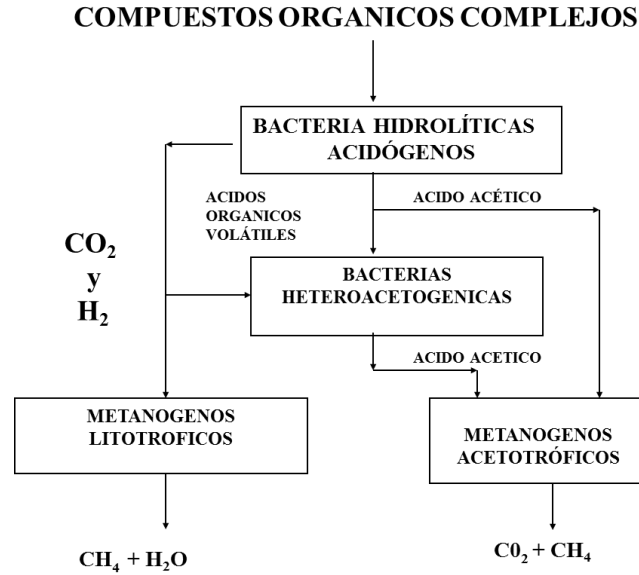 COMPUESTOS ORGANICOS COMPLEJOS
BACTERIA HIDROLÍTICAS
ACIDÓGENOS
ACIDOS
ORGANICOS
VOLÁTILES
ACIDO ACÉTICO
CO₂
y
H₂
BACTERIAS
HETEROACETOGENICAS
ACIDO ACETICO
METANOGENOS
LITOTROFICOS
METANOGENOS
ACETOTRÓFICOS
CH₄ + H₂O
C0₂ + CH₄